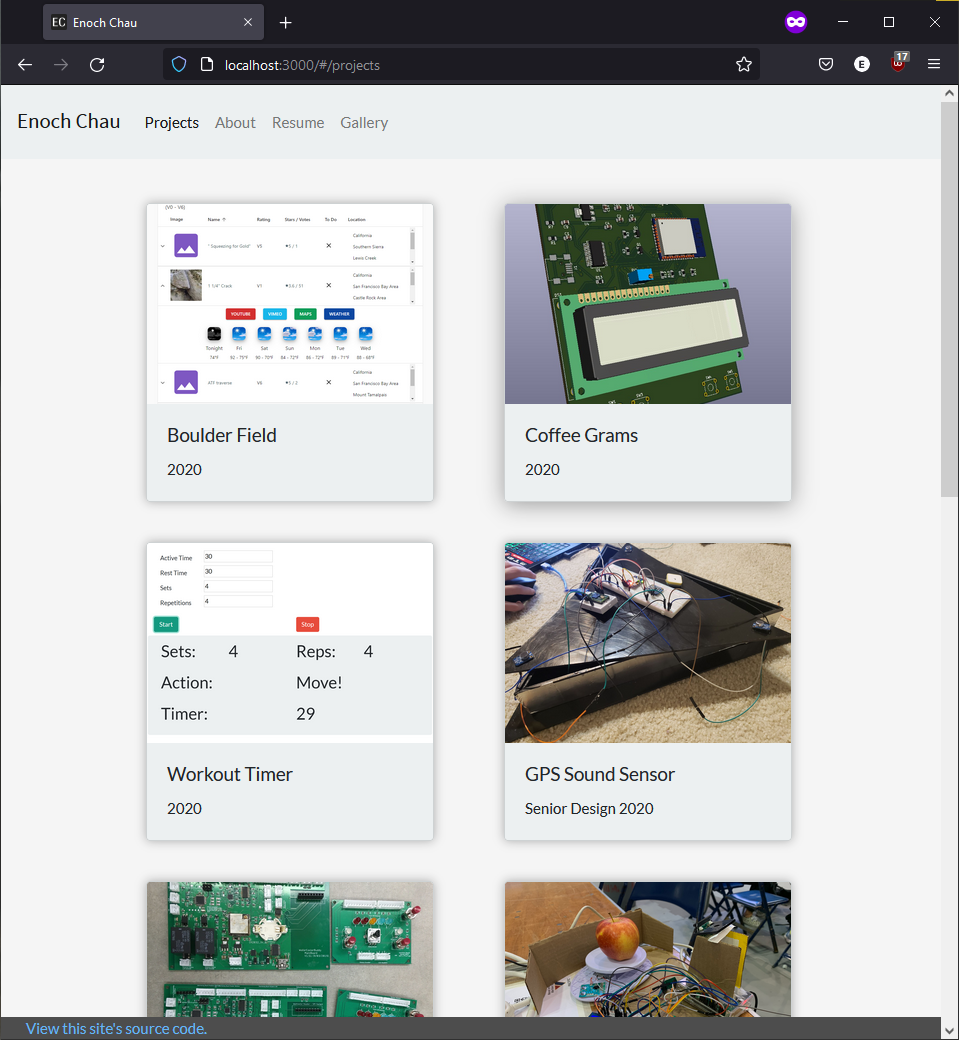 EC Enoch Chau
localhost:3000/#/projects
E
17
Enoch Chau Projects About Resume Gallery
(V0 - V6)
Image Name Rating Stars / Votes To Do Location
" Squeezing for Gold" V5 ★5 / 1 California
Southern Sierra
Lewis Creek
1 1/4" Crack V1 ★3.0 / 51 California
San Francisco Bay Area
Castle Rock Area
YOUTUBE VIMEO MAPS WEATHER
Tonight Fri Sat Sun Mon Tue Wed
74°F 92 - 75°F 90 - 70°F 84 - 72°F 86 - 72°F 89 - 71°F 88 - 68°F
ATF traverse V6 ★5 / 2 California
San Francisco Bay Area
Mount Tamalpais
Boulder Field
2020
Coffee Grams
2020
Active Time 30
Rest Time 30
Sets 4
Repetitions 4
Start Stop
Sets: 4 Reps: 4
Action: Move!
Timer: 29
Workout Timer
2020
GPS Sound Sensor
Senior Design 2020
View this site's source code.